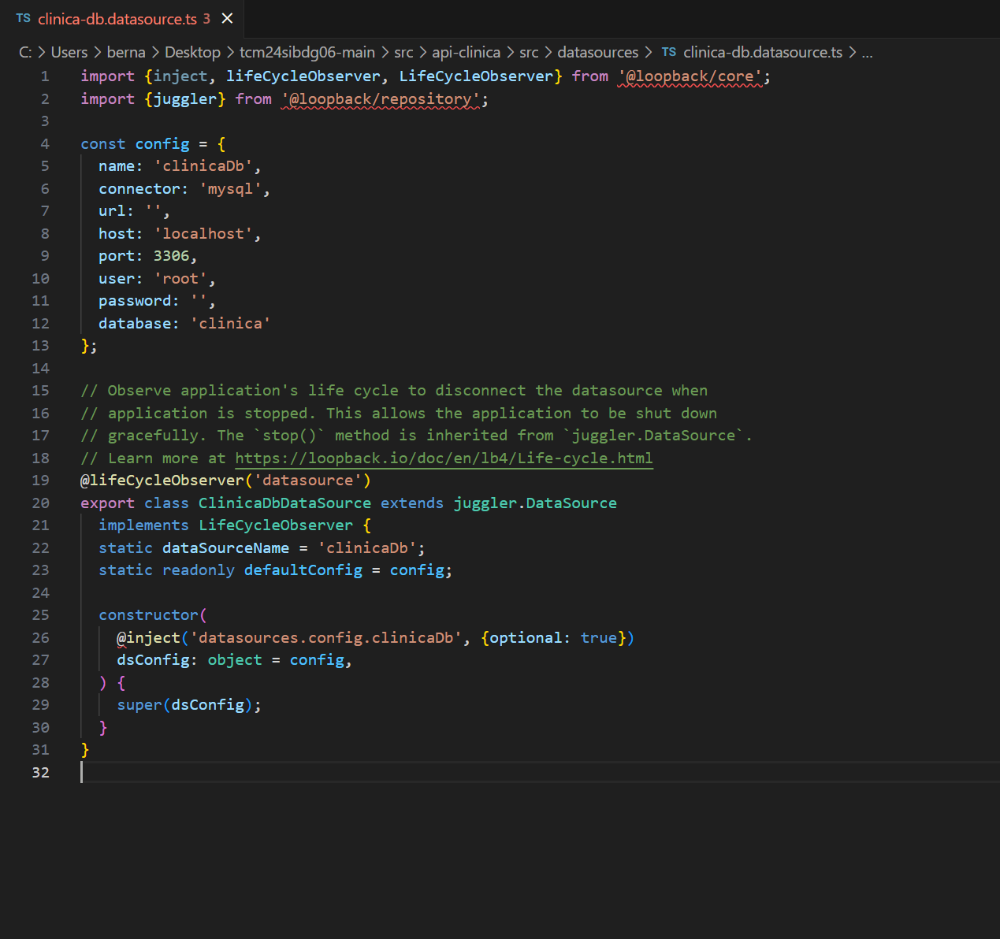 TS clinica-db.datasource.ts 3 ×
C: > Users > berna > Desktop > tcm24sibdg06-main > src > api-clinica > src > datasources > TS clinica-db.datasource.ts > ...
1 import {inject, lifeCycleObserver, LifeCycleObserver} from '@loopback/core';
2 import {juggler} from '@loopback/repository';
3
4 const config = {
5   name: 'clinicaDb',
6   connector: 'mysql',
7   url: '',
8   host: 'localhost',
9   port: 3306,
10   user: 'root',
11   password: '',
12   database: 'clinica'
13 };
14
15 // Observe application's life cycle to disconnect the datasource when
16 // application is stopped. This allows the application to be shut down
17 // gracefully. The `stop()` method is inherited from `juggler.DataSource`.
18 // Learn more at https://loopback.io/doc/en/lb4/Life-cycle.html
19 @lifeCycleObserver('datasource')
20 export class ClinicaDbDataSource extends juggler.DataSource
21   implements LifeCycleObserver {
22   static dataSourceName = 'clinicaDb';
23   static readonly defaultConfig = config;
24
25   constructor(
26     @inject('datasources.config.clinicaDb', {optional: true})
27     dsConfig: object = config,
28   ) {
29     super(dsConfig);
30   }
31 }
32